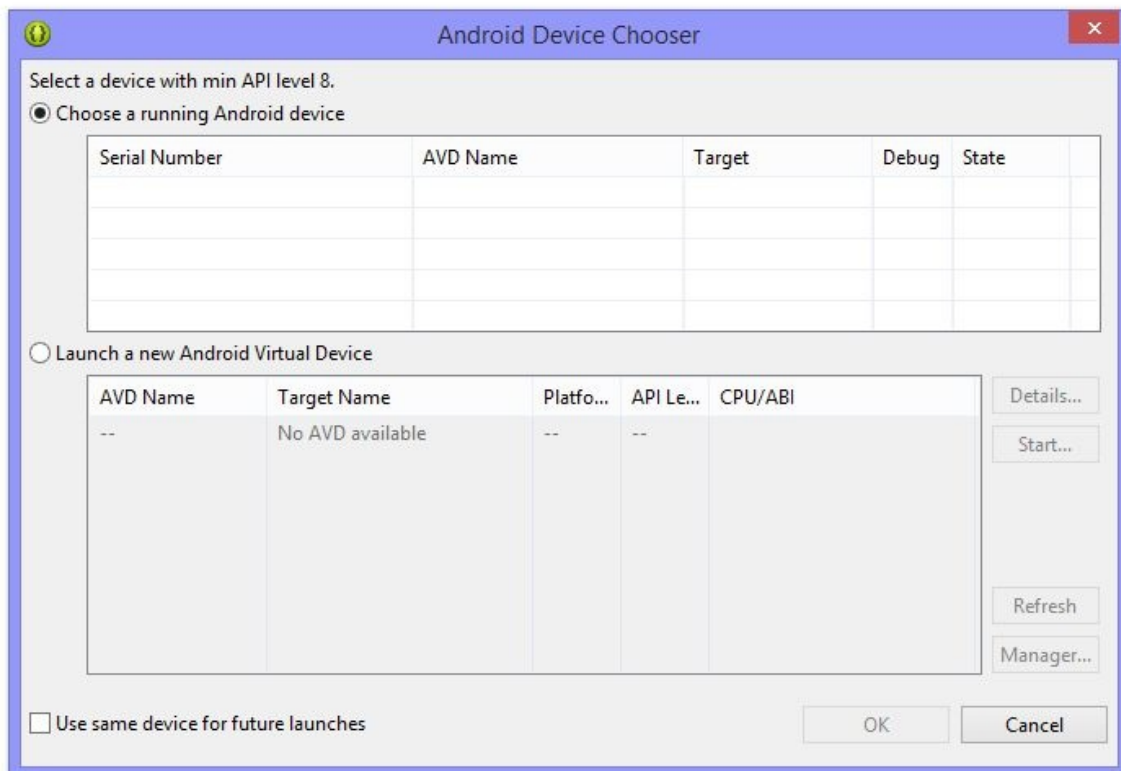 Android Device Chooser
Select a device with min API level 8.
Choose a running Android device
Serial Number AVD Name Target Debug State
Launch a new Android Virtual Device
AVD Name Target Name Platfo... API Le... CPU/ABI
-- No AVD available -- --
Details...
Start...
Refresh
Manager...
Use same device for future launches
OK Cancel